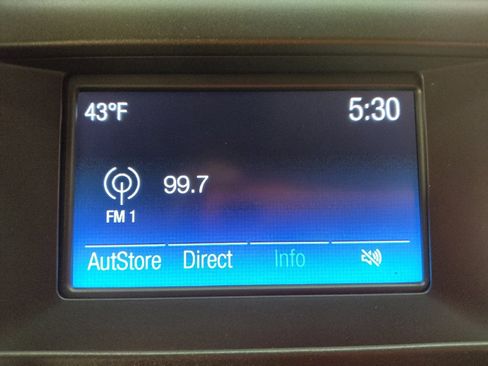 43°F 5:30
99.7
FM 1
AutStore Direct Info